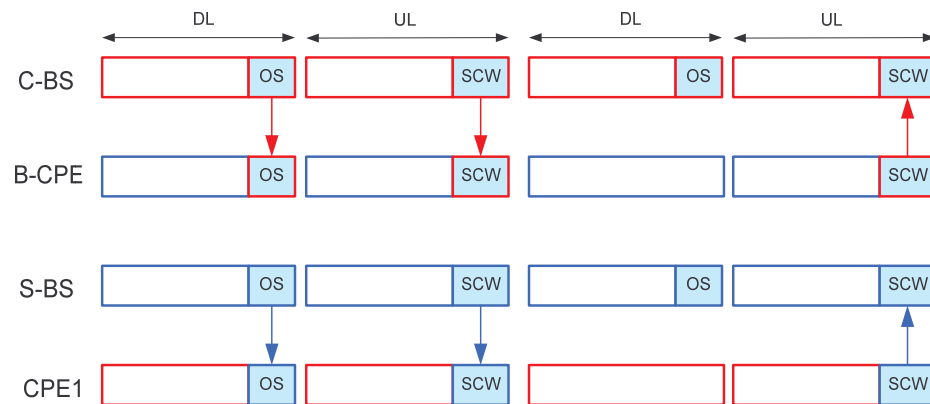 DL UL DL UL
C-BS OS SCW OS SCW
B-CPE OS SCW SCW
S-BS OS SCW OS SCW
CPE1 OS SCW SCW